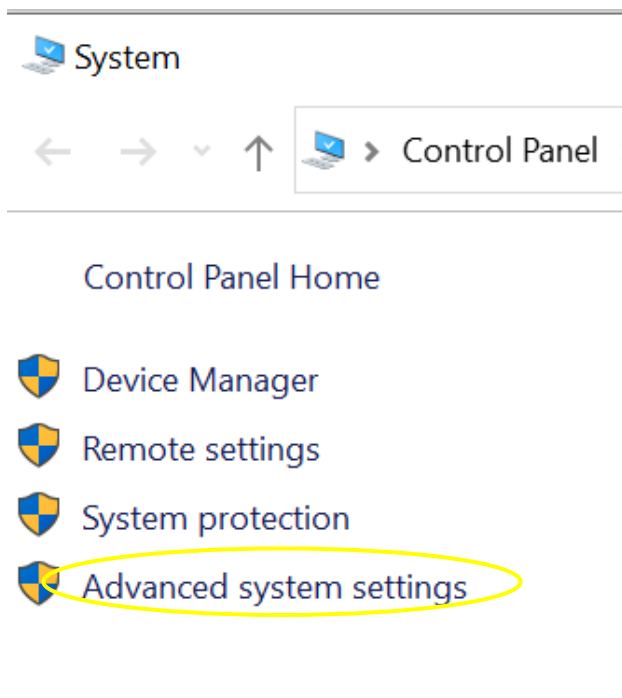 System
Control Panel
Control Panel Home
Device Manager
Remote settings
System protection
Advanced system settings